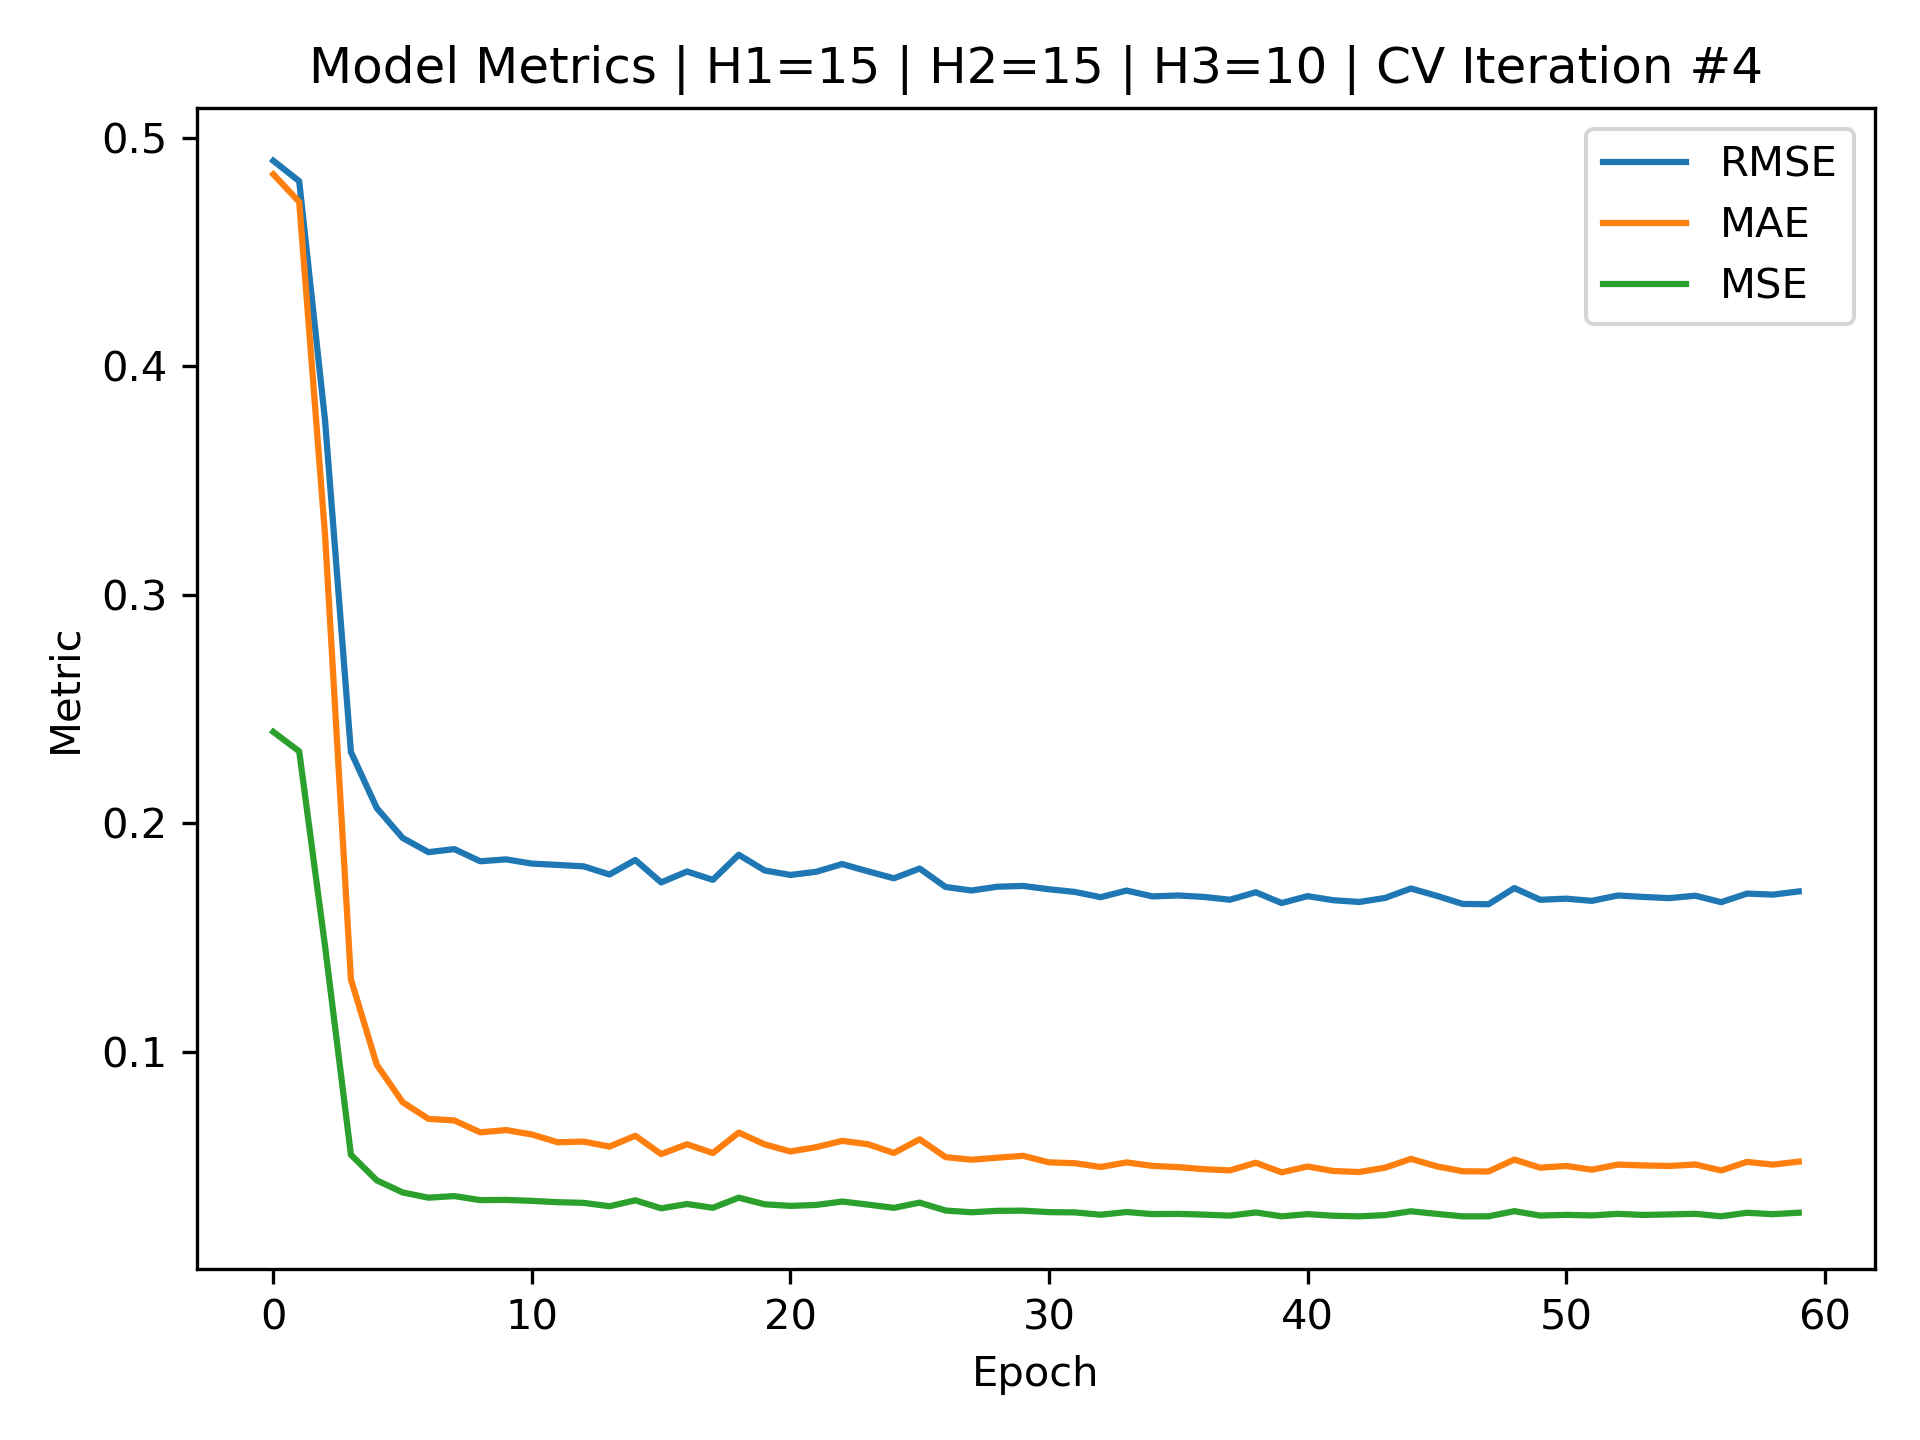 Model Metrics | H1=15 | H2=15 | H3=10 | CV Iteration #4
RMSE
MAE
MSE
Metric
0.5
0.4
0.3
0.2
0.1
0 10 20 30 40 50 60
Epoch